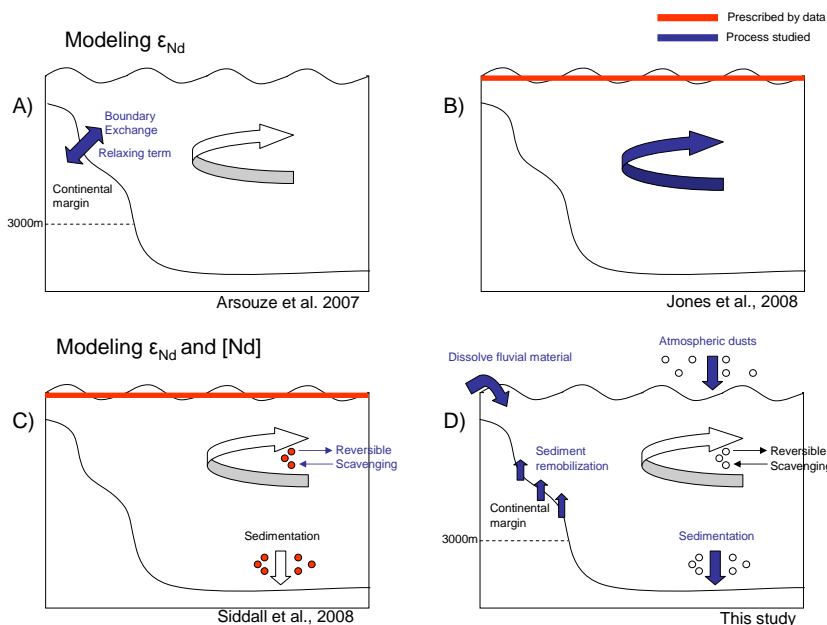 Modeling εNd
Prescribed by data
Process studied
A)
Boundary
Exchange
Relaxing term
Continental
margin
3000m
Arsouze et al. 2007
B)
Jones et al., 2008
Modeling εNd and [Nd]
C)
Reversible
Scavenging
Sedimentation
Siddall et al., 2008
Atmospheric dusts
Dissolve fluvial material
D)
Reversible
Scavenging
Sediment
remobilization
Continental
margin
3000m
Sedimentation
This study